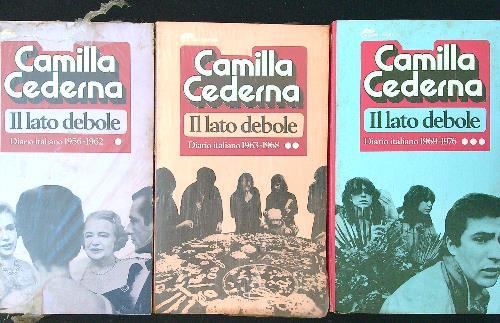 Camilla
Cederna
Il lato debole
Diario italiano 1956-1962
Camilla
Cederna
Il lato debole
Diario italiano 1963-1968
Camilla
Cederna
Il lato debole
Diario italiano 1969-1976